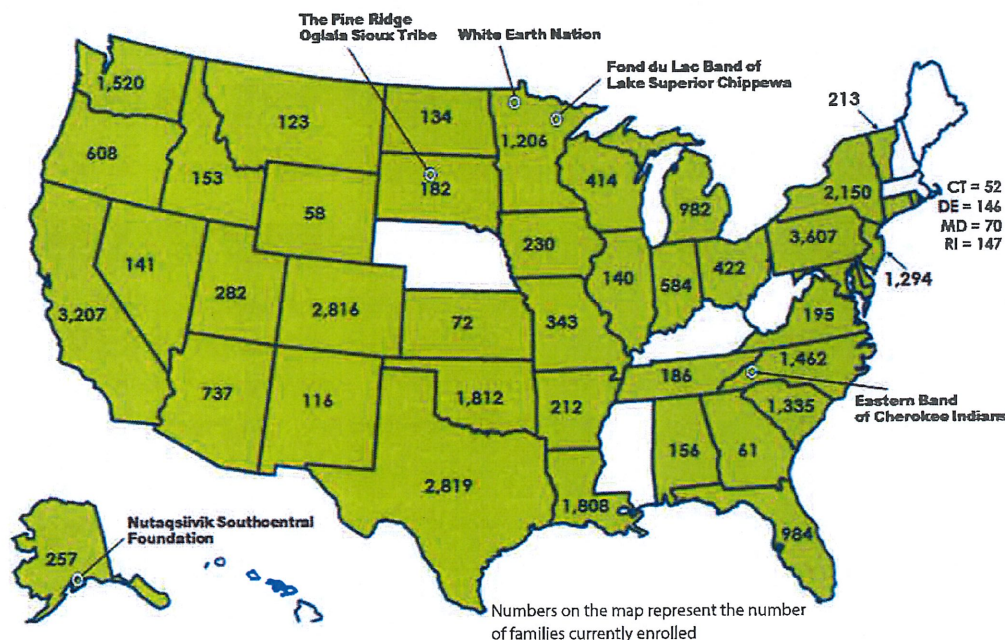 The Pine Ridge
Oglala Sioux Tribe
White Earth Nation
Fond du Lac Band of
Lake Superior Chippewa
213
1,520
123
134
1,206
608
153
182
414
2,150
58
982
CT = 52
DE = 146
MD = 70
RI = 147
230
3,607
141
422
1,294
282
140
584
3,207
2,816
72
343
195
1,462
186
737
116
1,812
212
1,335
Eastern Band
of Cherokee Indians
156
61
2,819
1,808
984
Nutaqsiivik Southcentral
Foundation
257
Numbers on the map represent the number
of families currently enrolled